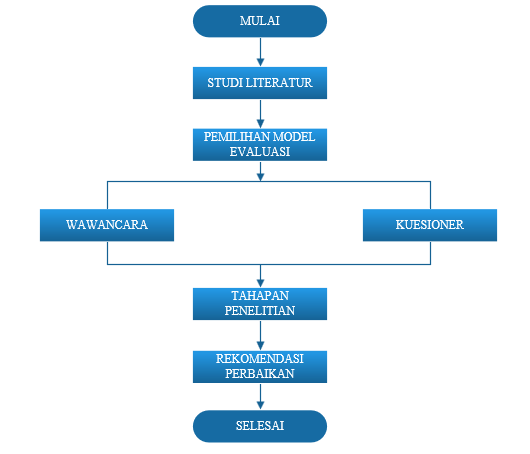 MULAI
STUDI LITERATUR
PEMILIHAN MODEL
EVALUASI
WAWANCARA
KUESIONER
TAHAPAN
PENELITIAN
REKOMENDASI
PERBAIKAN
SELESAI